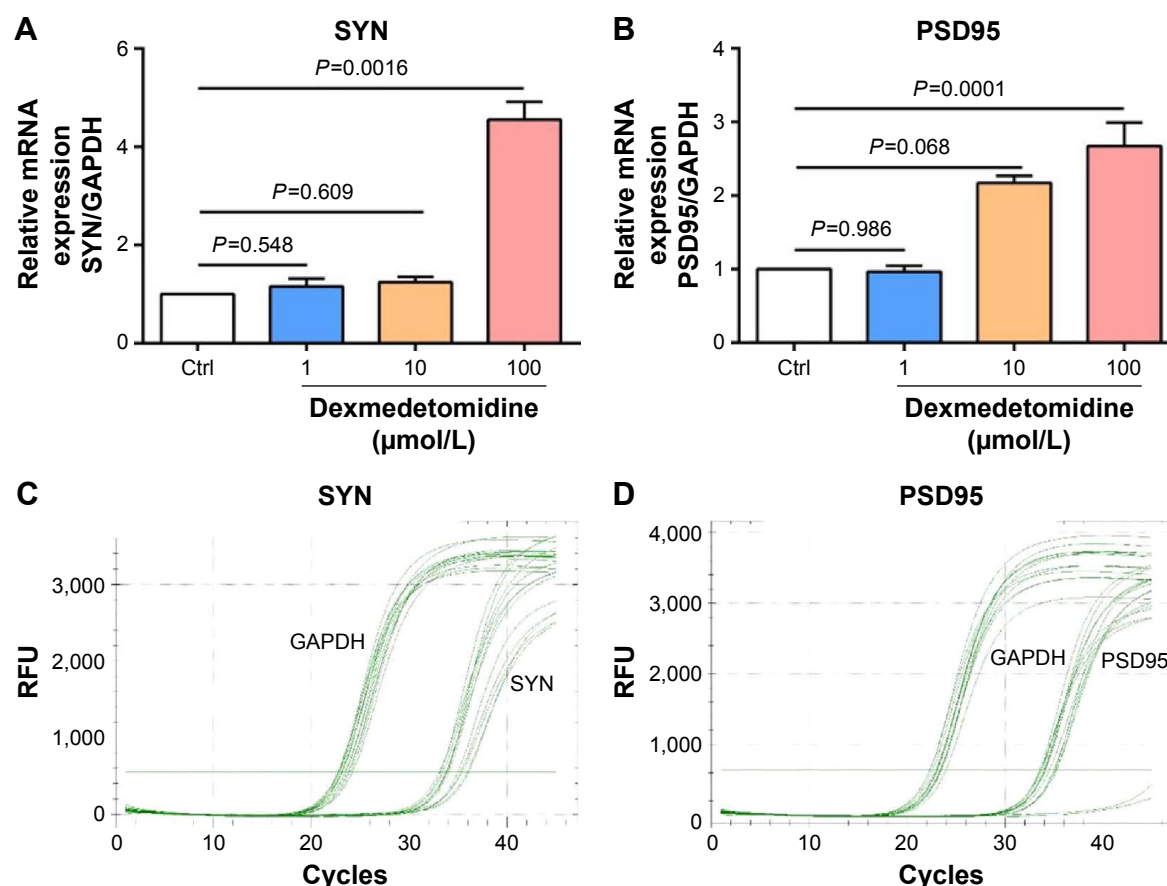 A
SYN
Relative mRNA
expression
SYN/GAPDH
6
4
2
0
P=0.0016
P=0.609
P=0.548
Ctrl
1
10
100
Dexmedetomidine
(µmol/L)
B
PSD95
Relative mRNA
expression
PSD95/GAPDH
4
3
2
1
0
P=0.0001
P=0.068
P=0.986
Ctrl
1
10
100
Dexmedetomidine
(µmol/L)
C
SYN
RFU
3,000
2,000
1,000
0
GAPDH
SYN
0
10
20
30
40
Cycles
D
PSD95
RFU
4,000
3,000
2,000
1,000
0
GAPDH
PSD95
0
10
20
30
40
Cycles